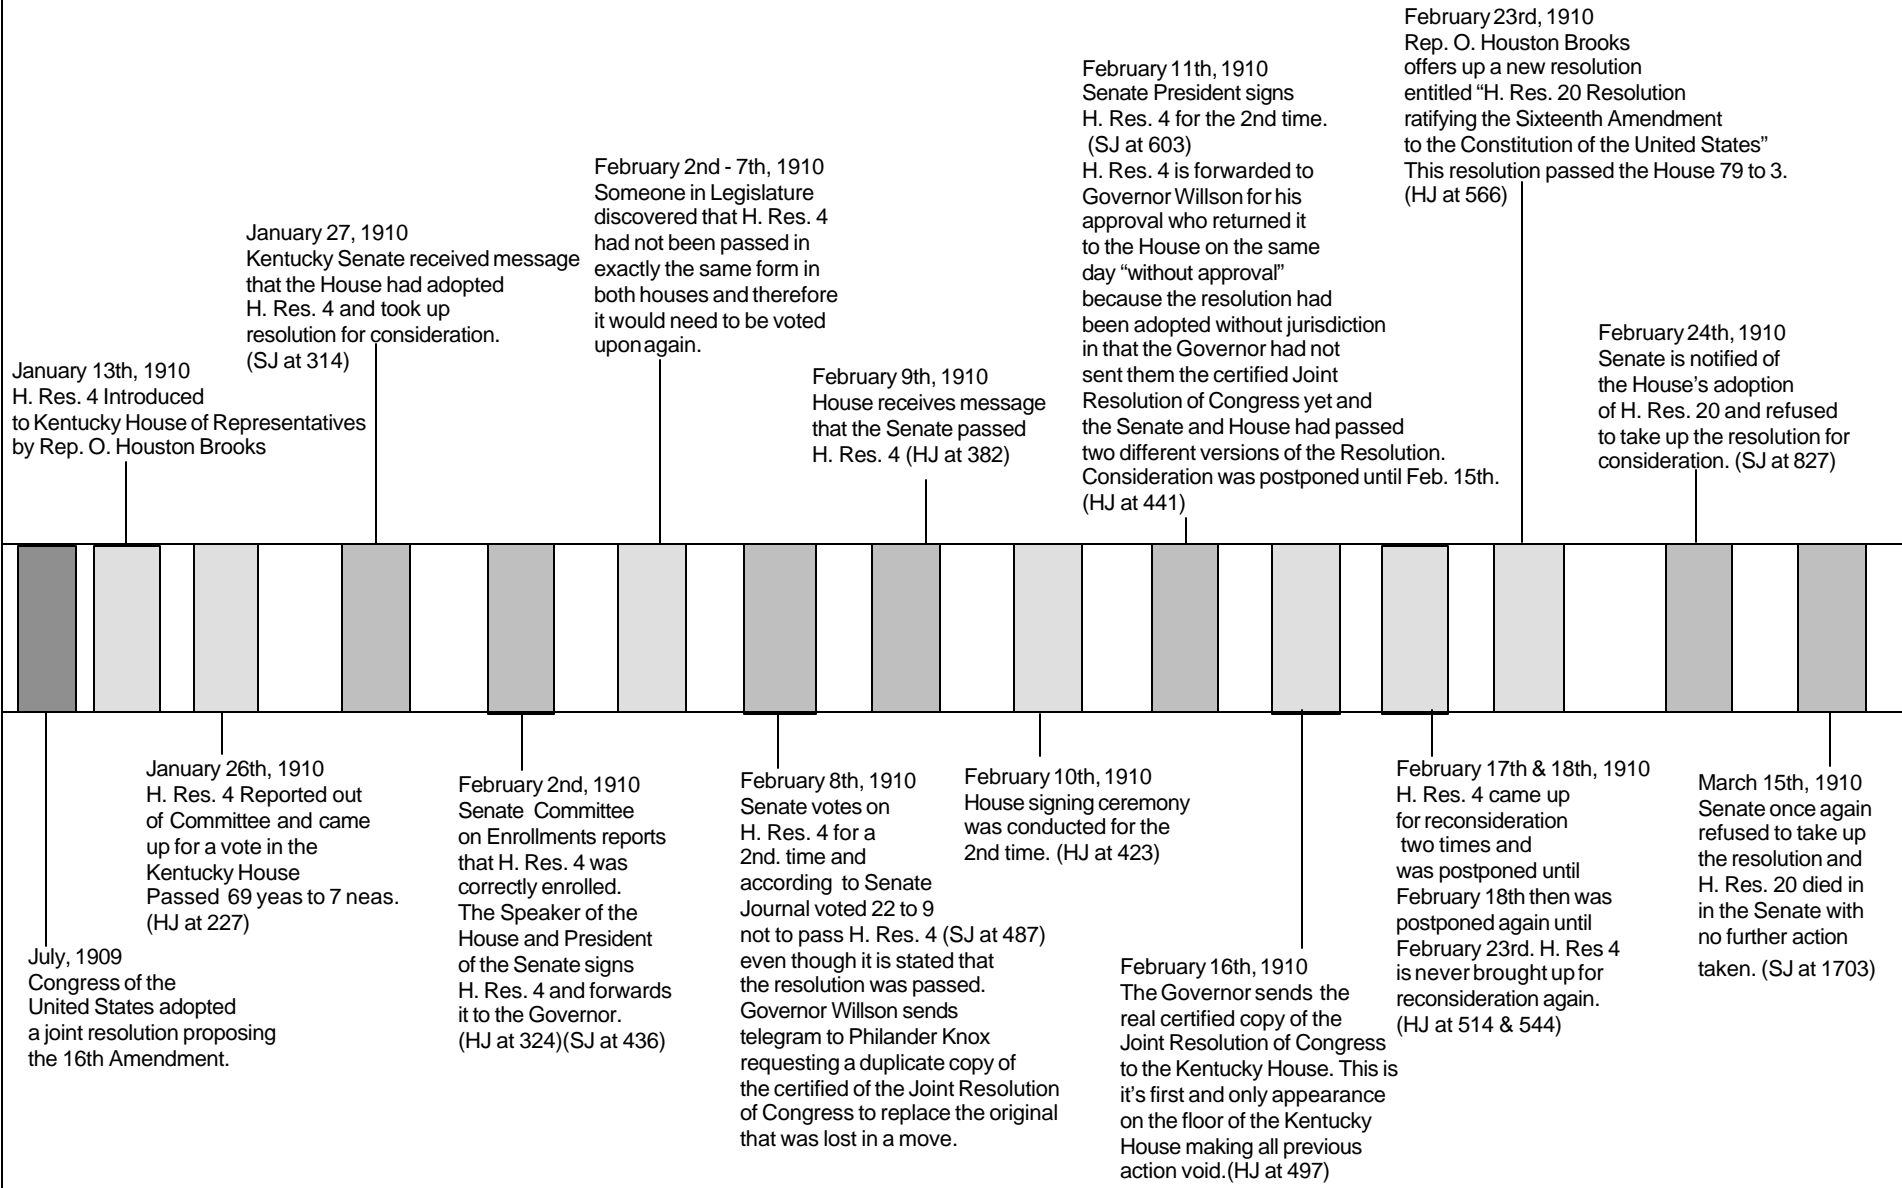 July, 1909
Congress of the
United States adopted
a joint resolution proposing
the 16th Amendment.
January 13th, 1910
H. Res. 4 Introduced
to Kentucky House of Representatives
by Rep. O. Houston Brooks
January 26th, 1910
H. Res. 4 Reported out
of Committee and came
up for a vote in the
Kentucky House
Passed 69 yeas to 7 neas.
(HJ at 227)
January 27, 1910
Kentucky Senate received message
that the House had adopted
H. Res. 4 and took up
resolution for consideration.
(SJ at 314)
February 2nd, 1910
Senate Committee
on Enrollments reports
that H. Res. 4 was
correctly enrolled.
The Speaker of the
House and President
of the Senate signs
H. Res. 4 and forwards
it to the Governor.
(HJ at 324)(SJ at 436)
February 2nd - 7th, 1910
Someone in Legislature
discovered that H. Res. 4
had not been passed in
exactly the same form in
both houses and therefore
it would need to be voted
upon again.
February 8th, 1910
Senate votes on
H. Res. 4 for a
2nd. time and
according to Senate
Journal voted 22 to 9
not to pass H. Res. 4 (SJ at 487)
even though it is stated that
the resolution was passed.
Governor Willson sends
telegram to Philander Knox
requesting a duplicate copy of
the certified of the Joint Resolution
of Congress to replace the original
that was lost in a move.
February 9th, 1910
House receives message
that the Senate passed
H. Res. 4 (HJ at 382)
February 10th, 1910
House signing ceremony
was conducted for the
2nd time. (HJ at 423)
February 11th, 1910
Senate President signs
H. Res. 4 for the 2nd time.
(SJ at 603)
H. Res. 4 is forwarded to
Governor Willson for his
approval who returned it
to the House on the same
day “without approval”
because the resolution had
been adopted without jurisdiction
in that the Governor had not
sent them the certified Joint
Resolution of Congress yet and
the Senate and House had passed
two different versions of the Resolution.
Consideration was postponed until Feb. 15th.
(HJ at 441)
February 16th, 1910
The Governor sends the
real certified copy of the
Joint Resolution of Congress
to the Kentucky House. This is
it's first and only appearance
on the floor of the Kentucky
House making all previous
action void.(HJ at 497)
February 17th & 18th, 1910
H. Res. 4 came up
for reconsideration
two times and
was postponed until
February 18th then was
postponed again until
February 23rd. H. Res 4
is never brought up for
reconsideration again.
(HJ at 514 & 544)
February 23rd, 1910
Rep. O. Houston Brooks
offers up a new resolution
entitled “H. Res. 20 Resolution
ratifying the Sixteenth Amendment
to the Constitution of the United States”
This resolution passed the House 79 to 3.
(HJ at 566)
February 24th, 1910
Senate is notified of
the House's adoption
of H. Res. 20 and refused
to take up the resolution for
consideration. (SJ at 827)
March 15th, 1910
Senate once again
refused to take up
the resolution and
H. Res. 20 died in
in the Senate with
no further action
taken. (SJ at 1703)